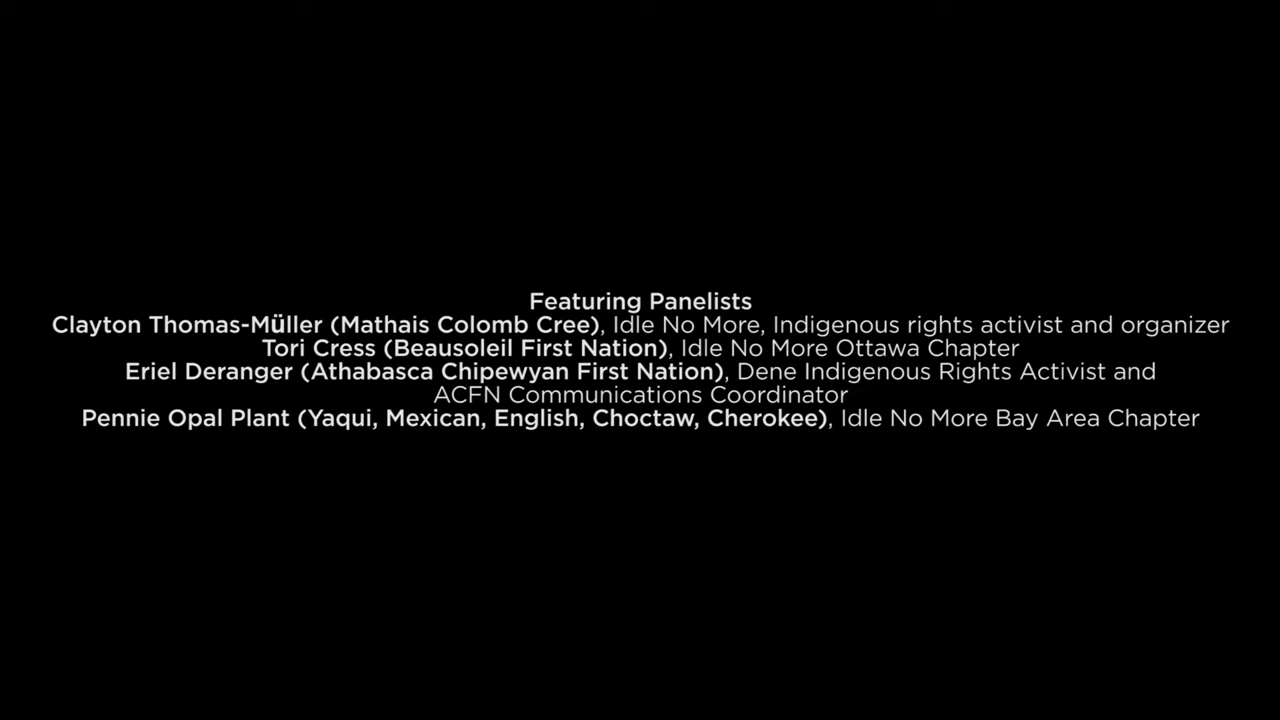 Featuring Panelists
Clayton Thomas-Müller (Mathais Colomb Cree), Idle No More, Indigenous rights activist and organizer
Tori Cress (Beausoleil First Nation), Idle No More Ottawa Chapter
Eriel Deranger (Athabasca Chipewyan First Nation), Dene Indigenous Rights Activist and
ACFN Communications Coordinator
Pennie Opal Plant (Yaqui, Mexican, English, Choctaw, Cherokee), Idle No More Bay Area Chapter